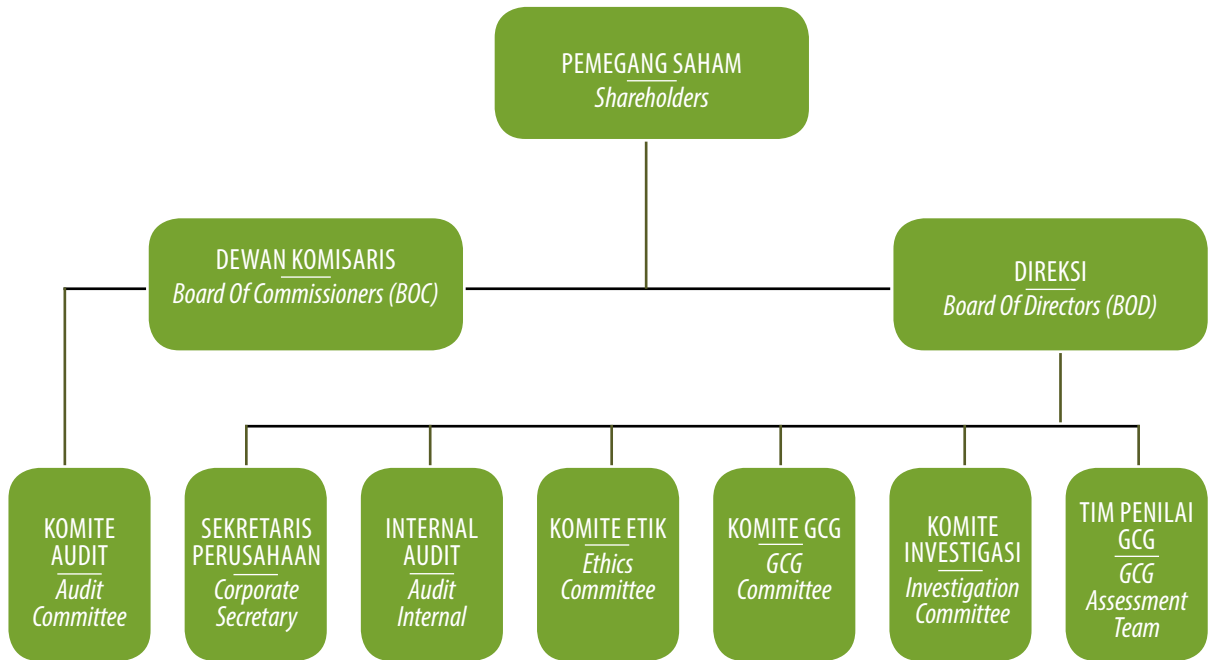 PEMEGANG SAHAM
Shareholders
DEWAN KOMISARIS
Board Of Commissioners (BOC)
DIREKSI
Board Of Directors (BOD)
KOMITE
AUDIT
Audit
Committee
SEKRETARIS
PERUSAHAAN
Corporate
Secretary
INTERNAL
AUDIT
Audit
Internal
KOMITE ETIK
Ethics
Committee
KOMITE GCG
GCG
Committee
KOMITE
INVESTIGASI
Investigation
Committee
TIM PENILAI
GCG
GCG
Assessment
Team